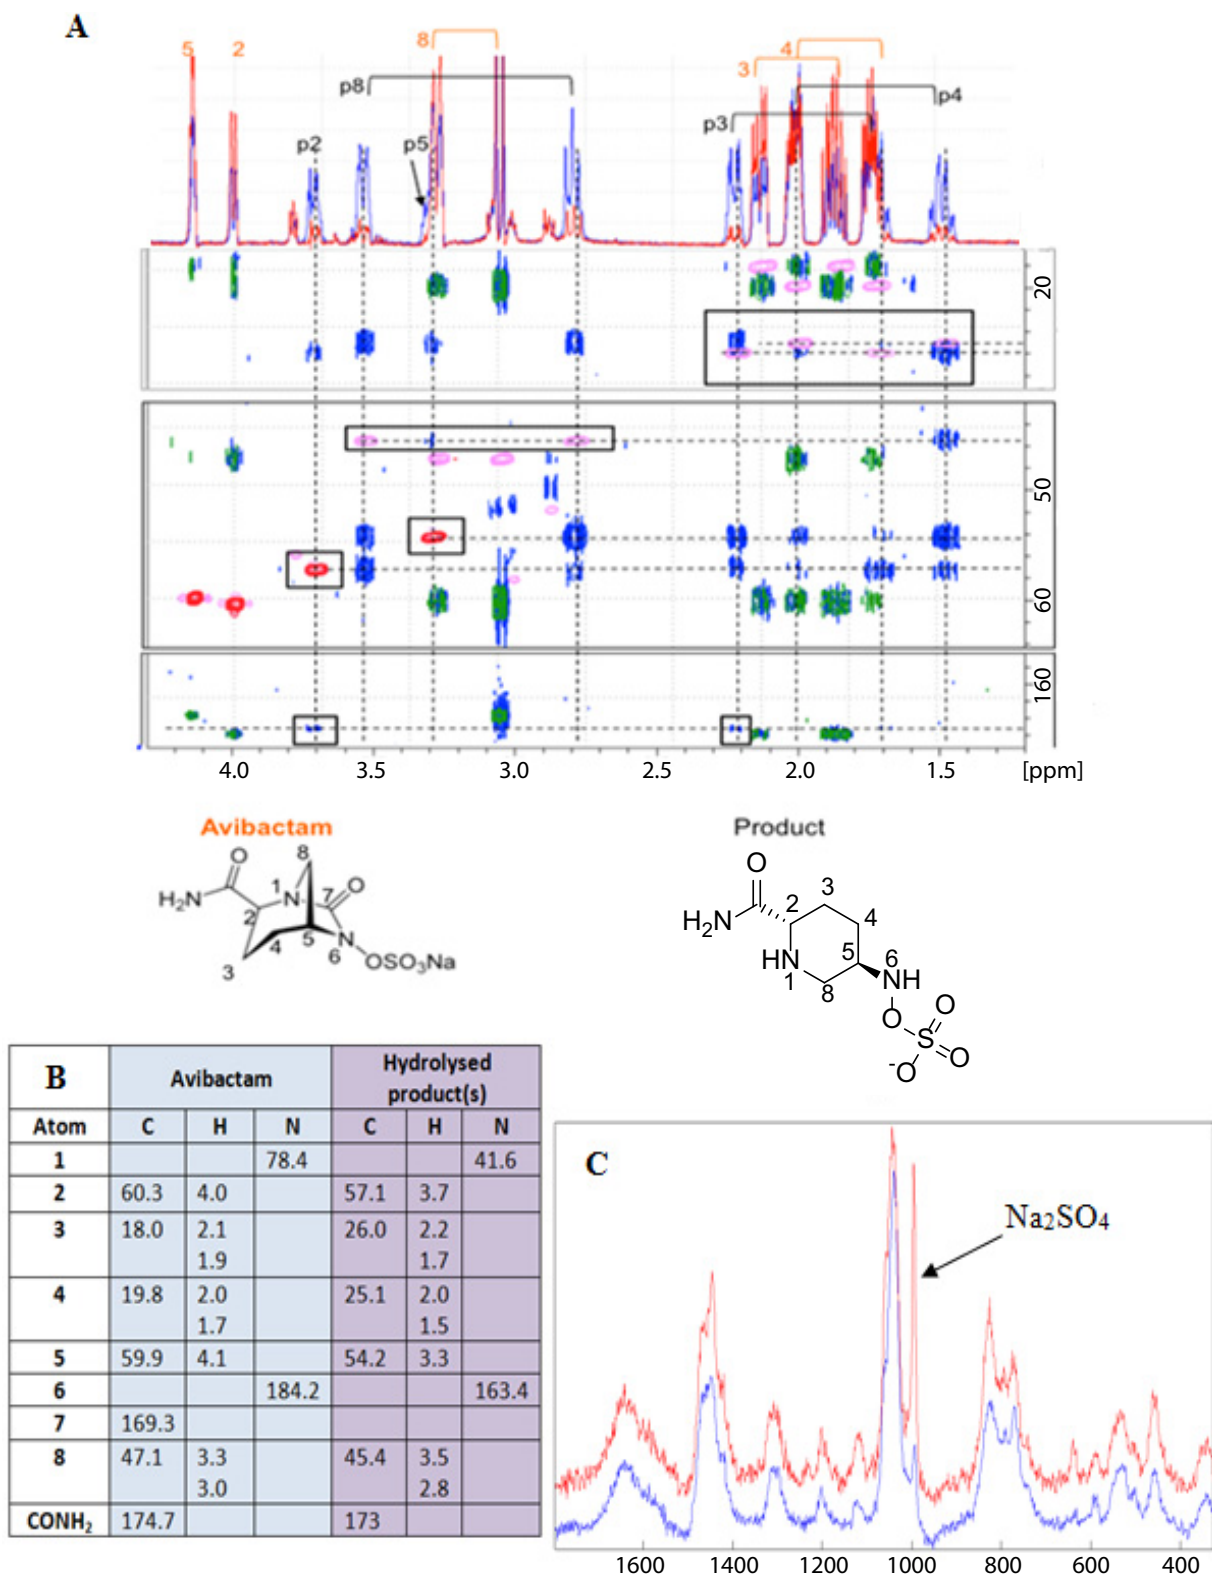 A
5 2 8 4
3
p8
p4
p3
p2 p5
20
50
60
160
4.0 3.5 3.0 2.5 2.0 1.5 [ppm]
Avibactam
Product
O
H₂N
8
1
N
7
O
2
5
4
N
6
3
OSO₃Na
O
3
2
4
H₂N
HN
1
5
6
NH
8
O
O
S
O
⁻O
B Avibactam Hydrolysed product(s)
Atom C H N C H N
1 78.4 41.6
2 60.3 4.0 57.1 3.7
3 18.0 2.1 26.0 2.2
1.9 1.7
4 19.8 2.0 25.1 2.0
1.7 1.5
5 59.9 4.1 54.2 3.3
6 184.2 163.4
7 169.3
8 47.1 3.3 45.4 3.5
3.0 2.8
CONH₂ 174.7 173
C
Na₂SO₄
1600 1400 1200 1000 800 600 400